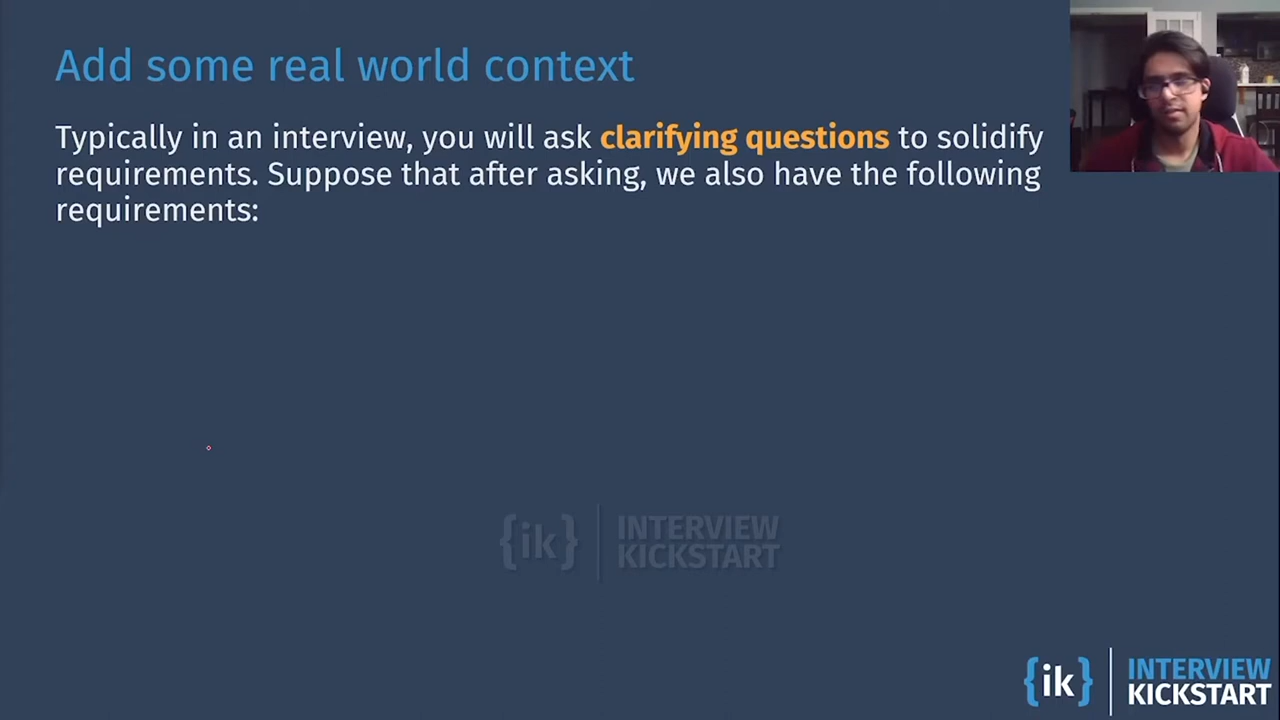 Add some real world context
Typically in an interview, you will ask clarifying questions to solidify
requirements. Suppose that after asking, we also have the following
requirements:
{ik} INTERVIEW
KICKSTART
{ik} INTERVIEW
KICKSTART